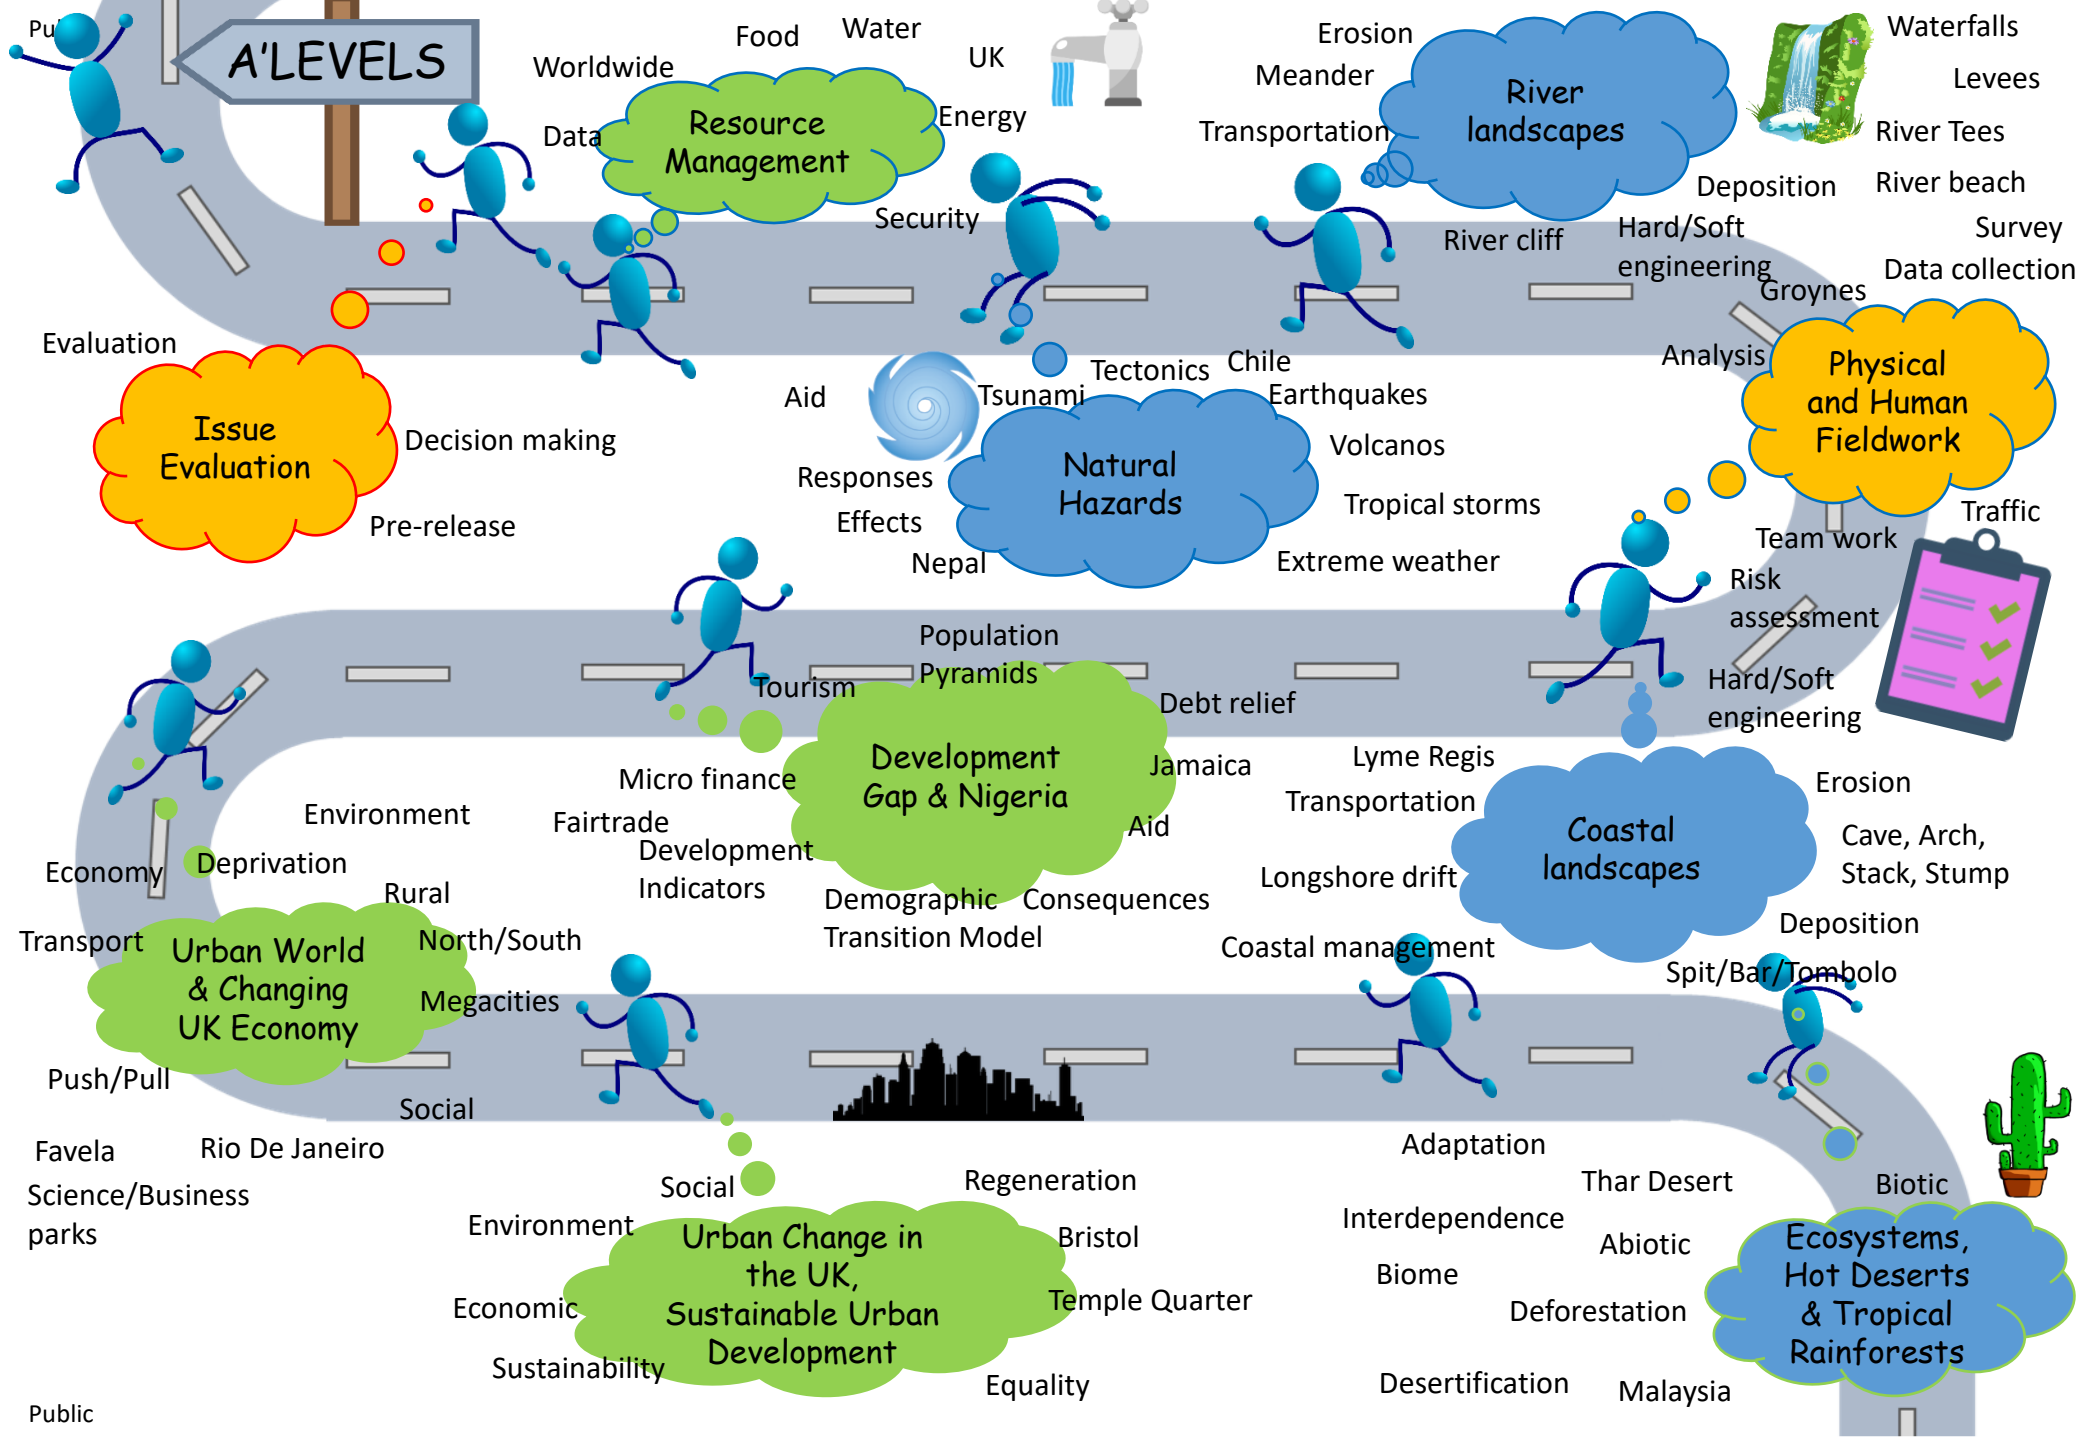 Pu
A'LEVELS
Worldwide
Food
Water
UK
Data
Resource
Management
Energy
Security
Erosion
Meander
Transportation
River
landscapes
Waterfalls
Levees
River Tees
Deposition
River beach
River cliff
Hard/Soft
engineering
Survey
Data collection
Groynes
Analysis
Physical
and Human
Fieldwork
Traffic
Team work
Risk
assessment
Evaluation
Issue
Evaluation
Decision making
Pre-release
Aid
Tsunami
Tectonics
Chile
Earthquakes
Volcanos
Natural
Hazards
Responses
Effects
Nepal
Tropical storms
Extreme weather
Population
Pyramids
Tourism
Debt relief
Development
Gap & Nigeria
Jamaica
Micro finance
Fairtrade
Development
Indicators
Aid
Demographic
Transition Model
Consequences
Hard/Soft
engineering
Lyme Regis
Transportation
Coastal
landscapes
Erosion
Cave, Arch,
Stack, Stump
Longshore drift
Deposition
Coastal management
Spit/Bar/Tombolo
Environment
Economy
Deprivation
Rural
Transport
North/South
Urban World
& Changing
UK Economy
Megacities
Push/Pull
Social
Favela
Rio De Janeiro
Science/Business
parks
Social
Regeneration
Environment
Urban Change in
the UK,
Sustainable Urban
Development
Bristol
Economic
Temple Quarter
Sustainability
Equality
Adaptation
Thar Desert
Biotic
Interdependence
Abiotic
Biome
Deforestation
Ecosystems,
Hot Deserts
& Tropical
Rainforests
Desertification
Malaysia
Public